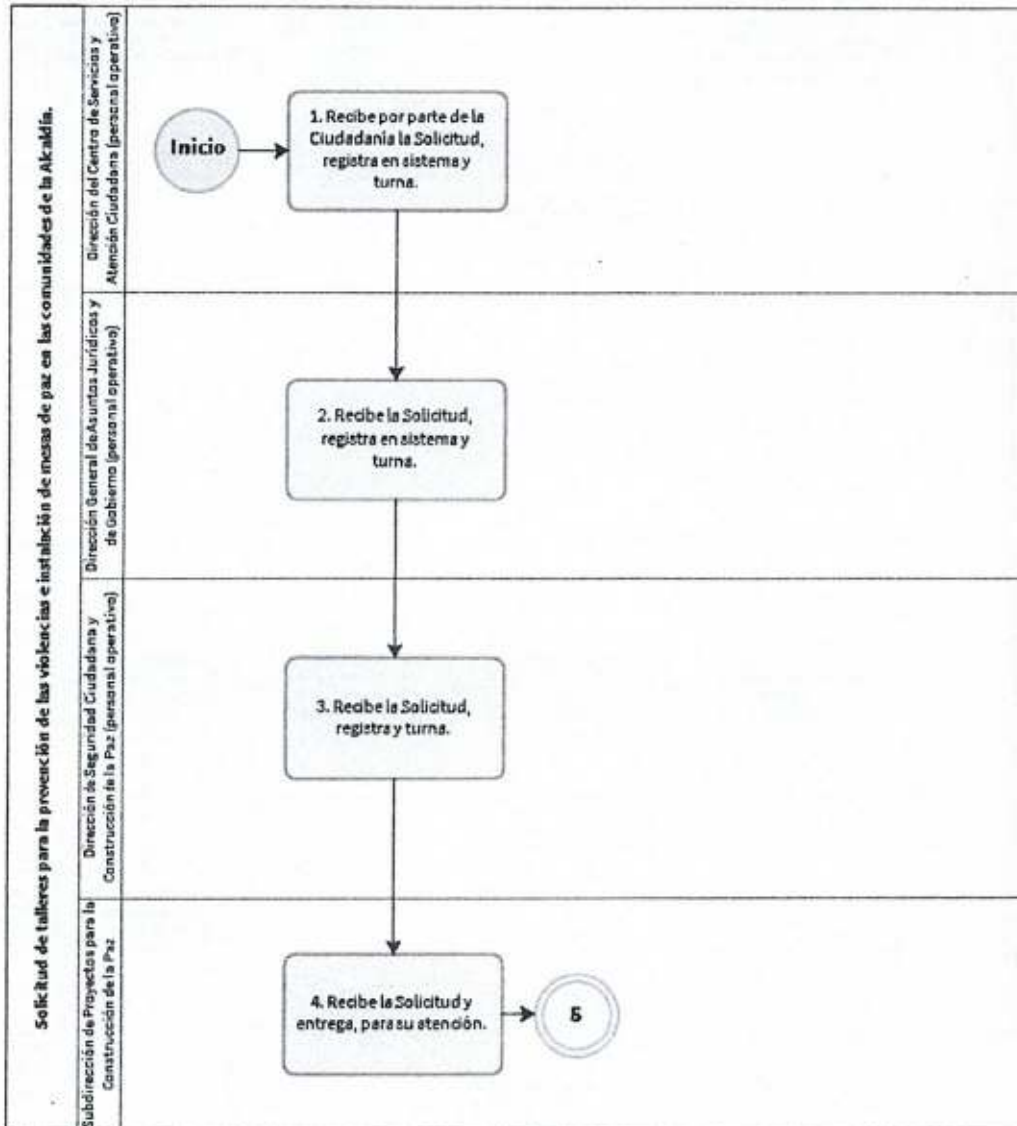 Solicitud de talleres para la prevención de las violencias e instalación de mesas de paz en las comunidades de la Alcaldía.
Dirección del Centro de Servicios y
Atención Ciudadana (personal operativo)
Inicio
1. Recibe por parte de la
Ciudadanía la Solicitud,
registra en sistema y
turna.
Dirección General de Asuntos Jurídicos y
de Gobierno (personal operativo)
2. Recibe la Solicitud,
registra en sistema y
turna.
Dirección de Seguridad Ciudadana y
Construcción de la Paz (personal operativo)
3. Recibe la Solicitud,
registra y turna.
Subdirección de Proyectos para la
Construcción de la Paz
4. Recibe la Solicitud y
entrega, para su atención.
5